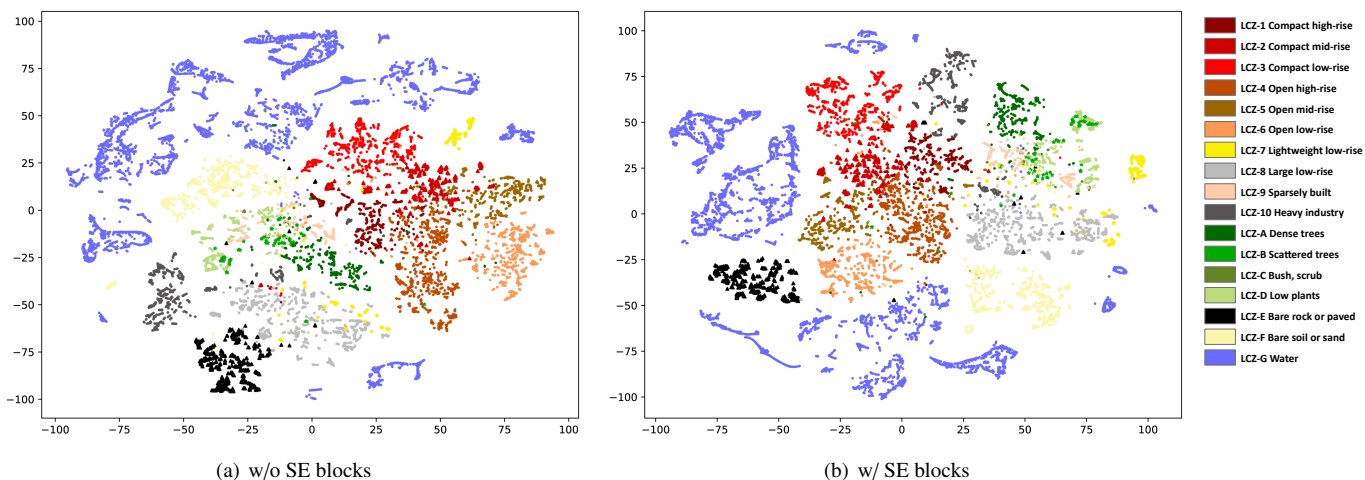 100
75
50
25
0
−25
−50
−75
−100
−100 −75 −50 −25 0 25 50 75 100
(a) w/o SE blocks
100
75
50
25
0
−25
−50
−75
−100
−100 −75 −50 −25 0 25 50 75 100
(b) w/ SE blocks
LCZ-1 Compact high-rise
LCZ-2 Compact mid-rise
LCZ-3 Compact low-rise
LCZ-4 Open high-rise
LCZ-5 Open mid-rise
LCZ-6 Open low-rise
LCZ-7 Lightweight low-rise
LCZ-8 Large low-rise
LCZ-9 Sparsely built
LCZ-10 Heavy industry
LCZ-A Dense trees
LCZ-B Scattered trees
LCZ-C Bush, scrub
LCZ-D Low plants
LCZ-E Bare rock or paved
LCZ-F Bare soil or sand
LCZ-G Water